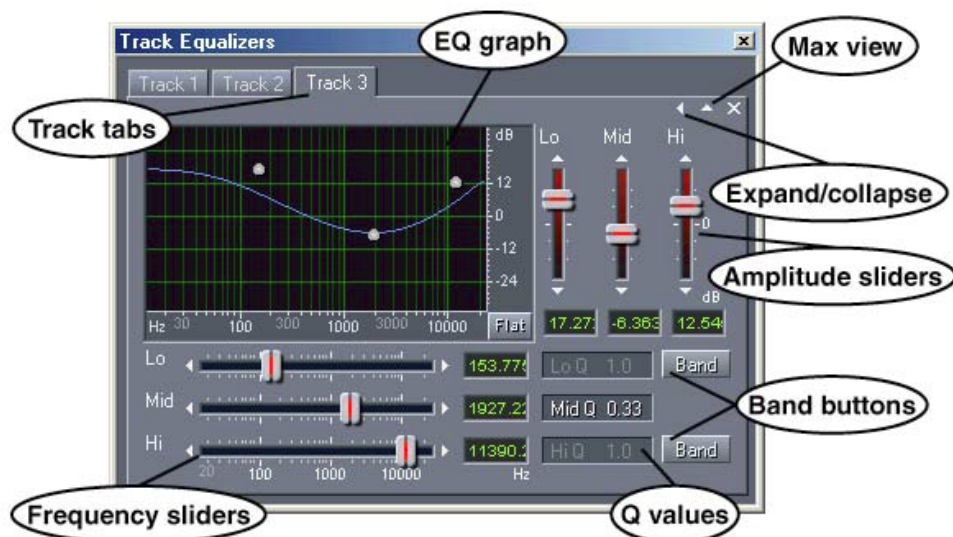 Track Equalizers
EQ graph
Max view
Track 1 Track 2 Track 3
Track tabs
dB
Lo Mid Hi
12
0
-12
-24
0
dB
Expand/collapse
Amplitude sliders
Hz 30 100 300 1000 3000 10000 Flat
17.27 -6.363 12.54
Lo 153.775 Lo Q 1.0 Band
Mid 1927.22 Mid Q 0.33
Band buttons
Hi 11390.2 Hi Q 1.0 Band
20 100 1000 10000 Hz
Frequency sliders
Q values